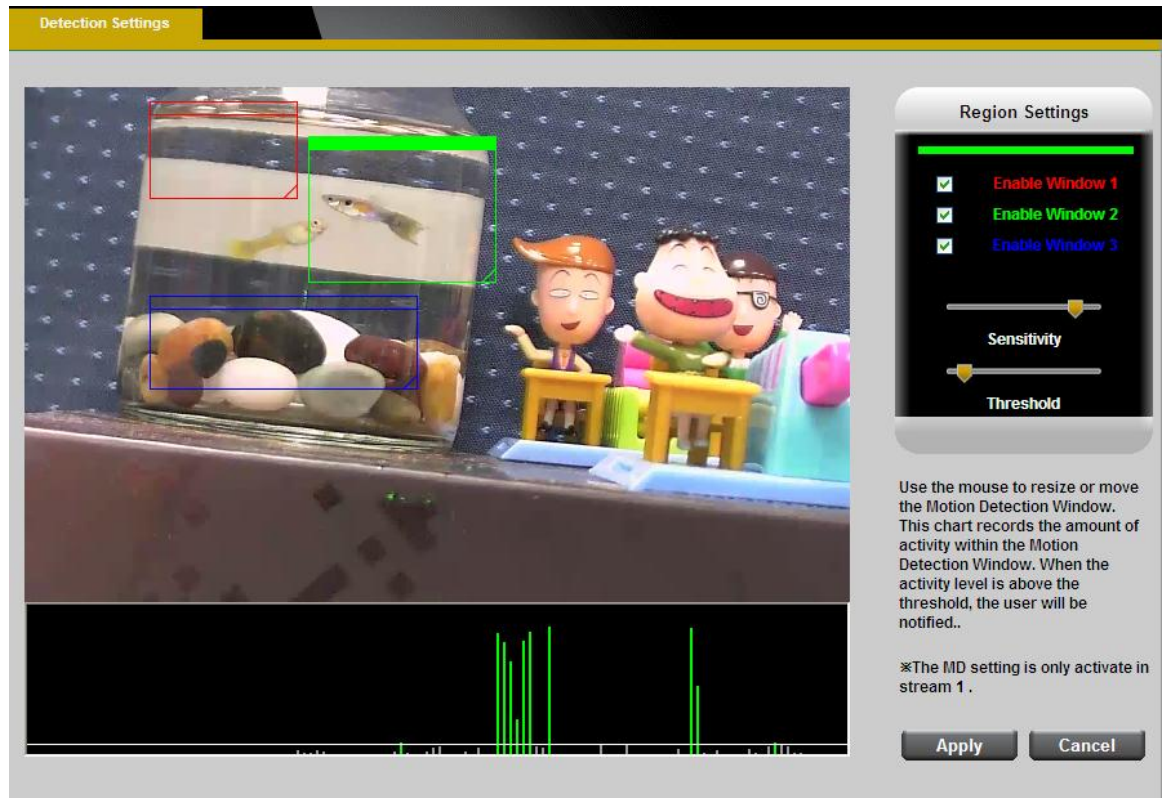 Detection Settings
Region Settings
Enable Window 1
Enable Window 2
Enable Window 3
Sensitivity
Threshold
Use the mouse to resize or move
the Motion Detection Window.
This chart records the amount of
activity within the Motion
Detection Window. When the
activity level is above the
threshold, the user will be
notified..
※The MD setting is only activate in
stream 1 .
Apply
Cancel